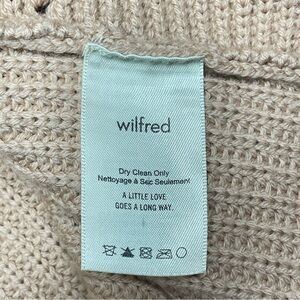 wilfred
Dry Clean Only
Nettoyage à Sec Seulement
A LITTLE LOVE
GOES A LONG WAY.